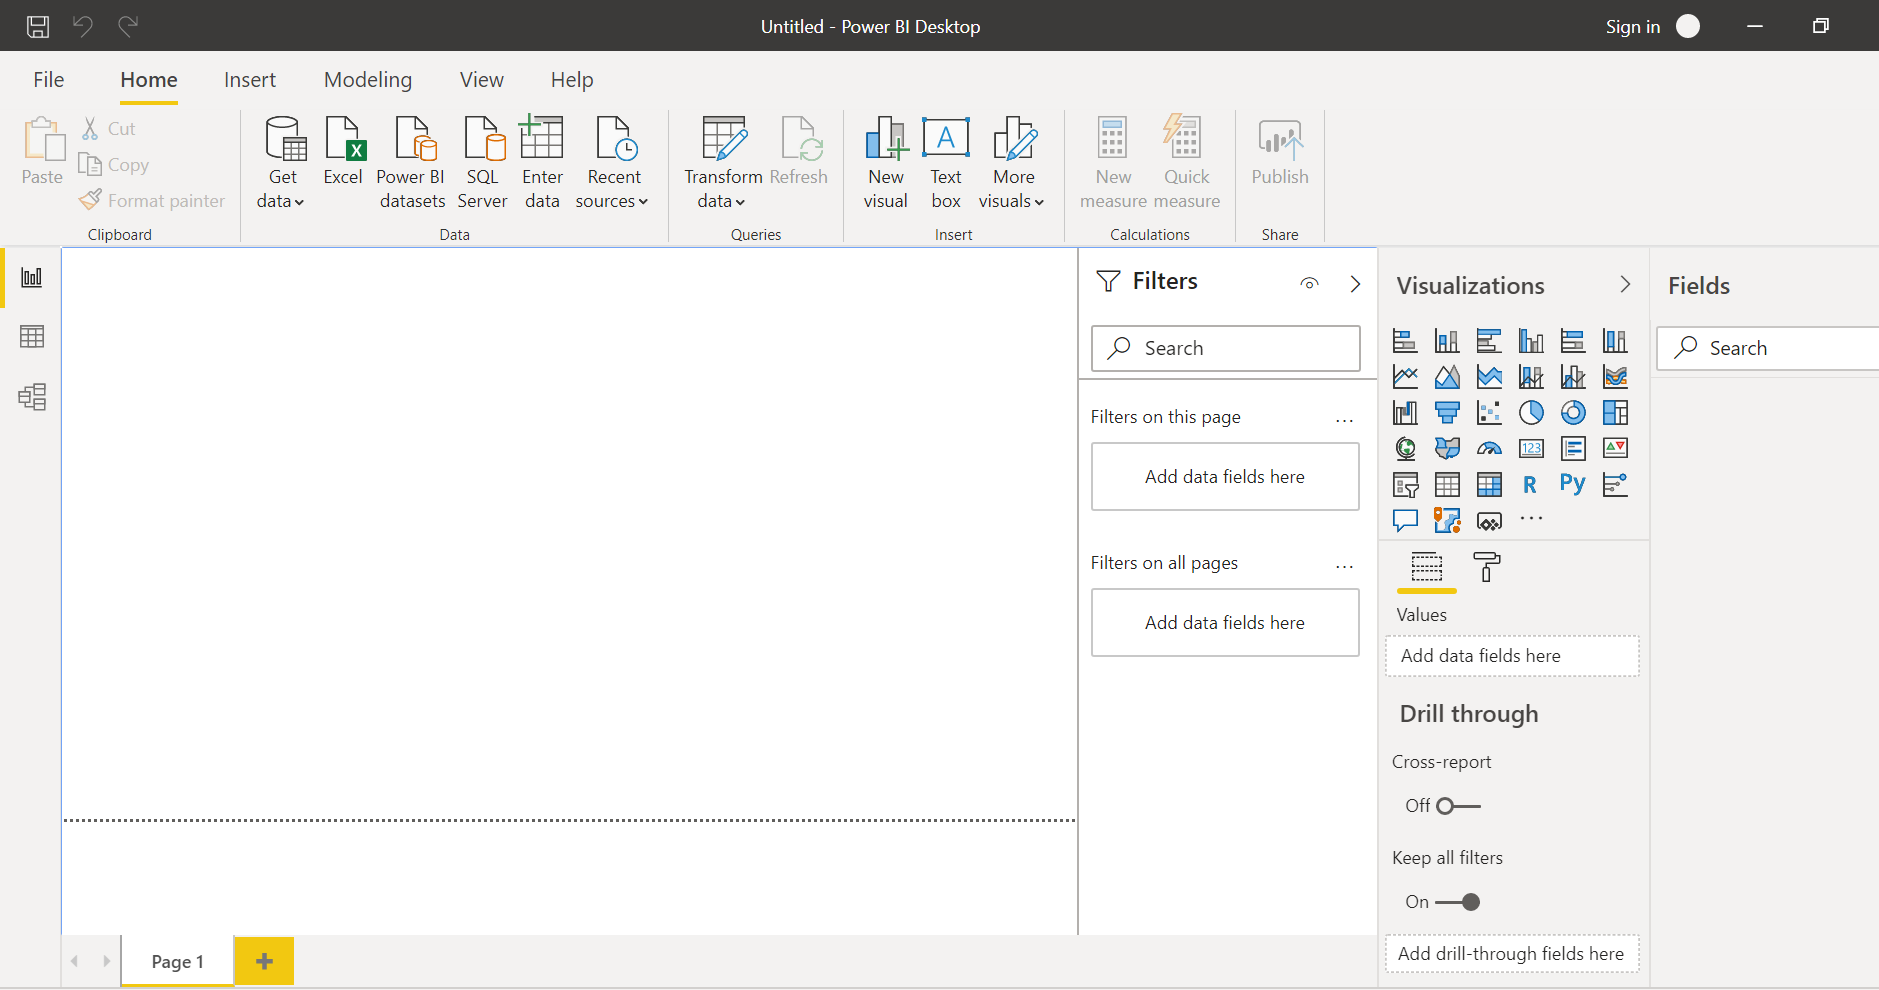 Untitled - Power BI Desktop
Sign in
File Home Insert Modeling View Help
Paste
Cut
Copy
Format painter
Clipboard
Get data
Excel
Power BI datasets
SQL Server
Enter data
Recent sources
Data
Transform data
Refresh
Queries
New visual
A
Text box
More visuals
Insert
New measure
Quick measure
Calculations
Publish
Share
Filters
Search
Filters on this page ...
Add data fields here
Filters on all pages ...
Add data fields here
Visualizations
123
R Py
...
Values
Add data fields here
Drill through
Cross-report
Off
Keep all filters
On
Add drill-through fields here
Fields
Search
Page 1